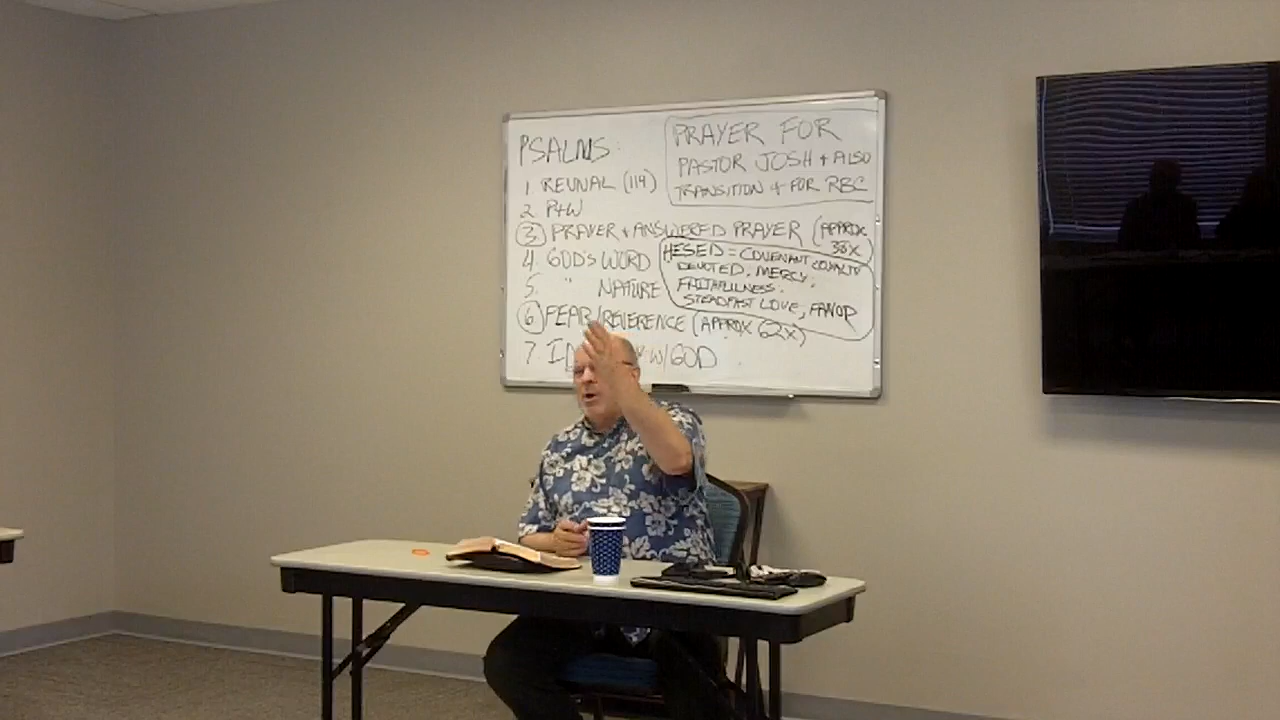 PSALMS:
1. REVIVAL (119)
2. P+W
3 PRAYER + ANSWERED PRAYER (APPROX 38X)
4. GOD'S WORD
5. " NATURE
6 FEAR/REVERENCE (APPROX 62X)
7. W/GOD
PRAYER FOR
PASTOR JOSH + ALSO
TRANSITION + FOR RBC
HESED = COVENANT LOYALTY
DEVOTED. MERCY.
FAITHFULNESS.
STEADFAST LOVE, FAVOR